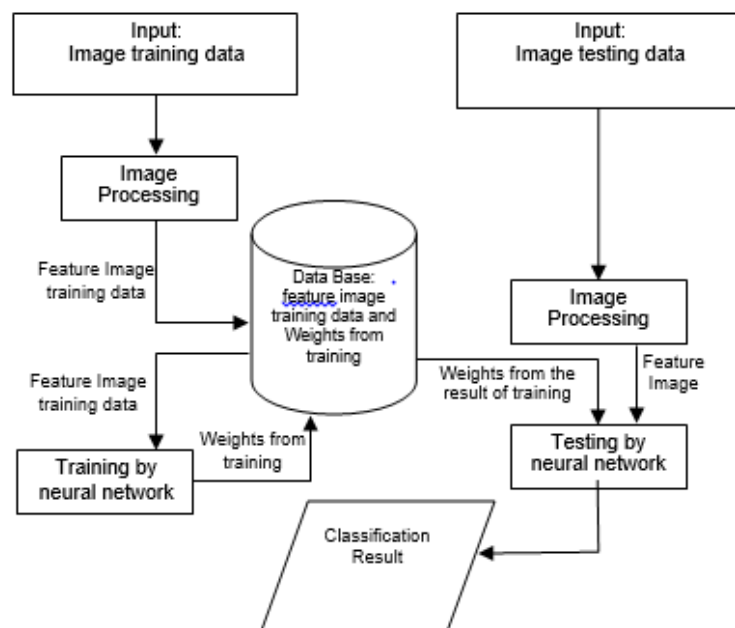 Input:
Image training data
Input:
Image testing data
Image
Processing
Feature Image
training data
Data Base:
feature image
training data and
Weights from
training
Image
Processing
Feature Image
training data
Weights from the
result of training
Feature
Image
Training by
neural network
Weights from
training
Testing by
neural network
Classification
Result